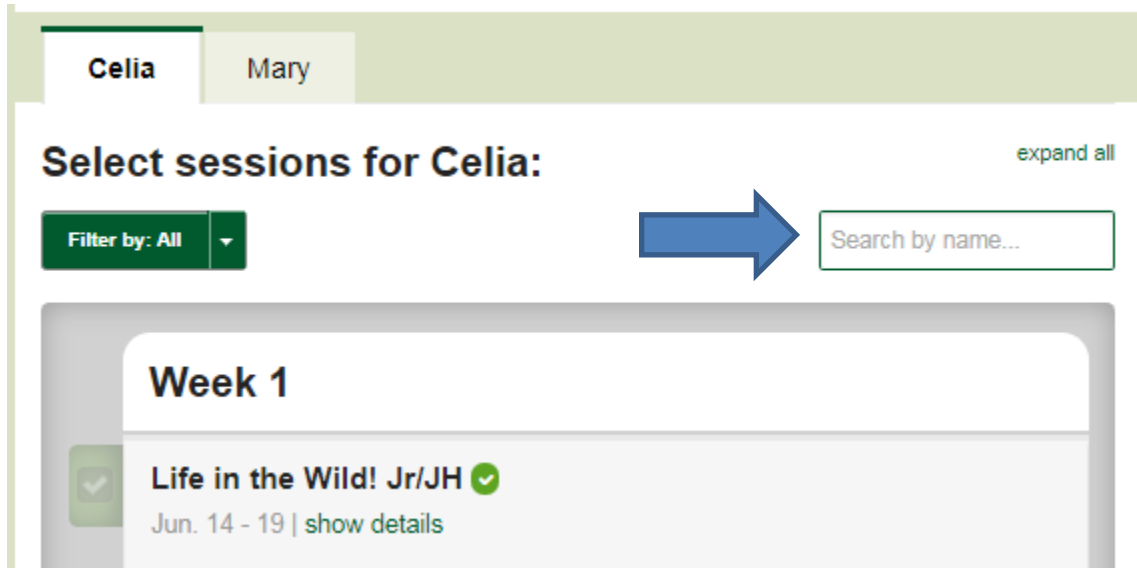 Celia Mary
Select sessions for Celia: expand all
Filter by: All Search by name...
Week 1
Life in the Wild! Jr/JH
Jun. 14 - 19 | show details